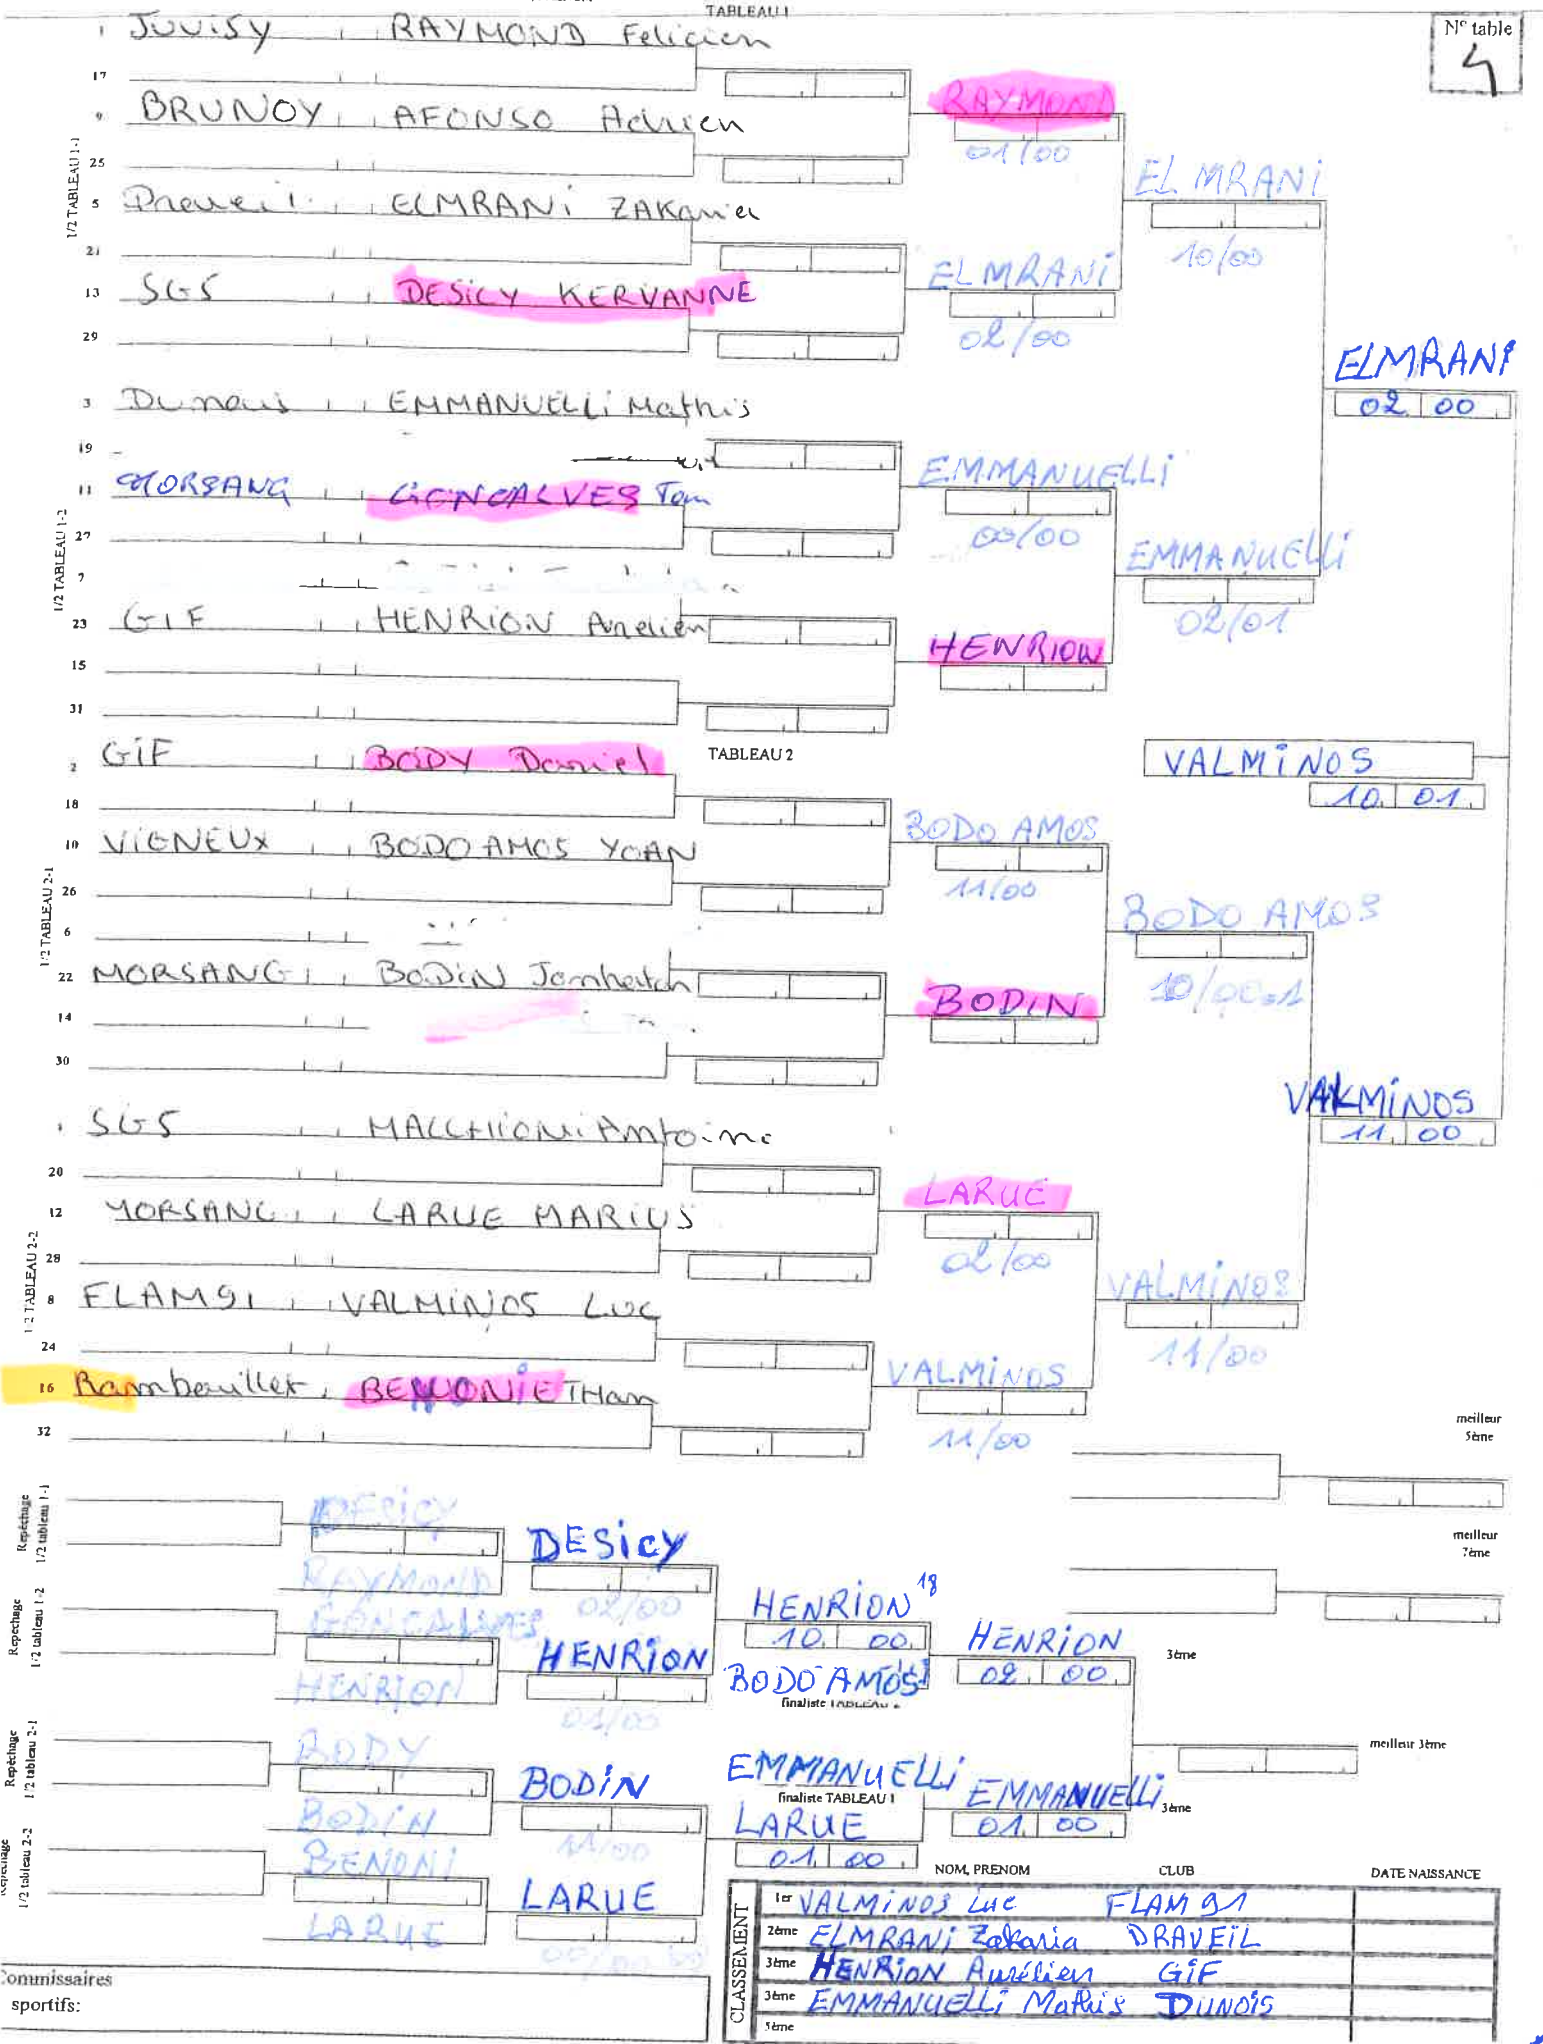 TABLEAU 1
N° table
4
1 JUVISY RAYMOND Felicien
17
RAYMOND
9 BRUNOY AFONSO Adrien
01/00
1/2 TABLEAU 1-1
25
EL MRANI
5 ELMRANI ZAKaria
10/00
21
ELMRANI
13 SGS DESICY KERVANNE
02/00
29
ELMRANI
02 00
3 Dunois EMMANUELLI Mathis
19
EMMANUELLI
11 MORSANG GONCALVES Tom
00/00
1/2 TABLEAU 1-2
27
EMMANUELLI
7
02/01
23 GIF HENRION Aurelien
HENRION
15
31
2 GIF BODY Daniel
TABLEAU 2
VALMINOS
10 01
18
BODO AMOS
10 VIGNEUX BODO AMOS YOAN
11/00
1/2 TABLEAU 2-1
26
BODO AMOS
6
22 MORSANG BODIN
BODIN
14
30
VALMINOS
11 00
SGS MACCHIONI Antoine
20
LARUE
12 MORSANG LARUE MARIUS
02/00
1/2 TABLEAU 2-2
28
VALMINOS
8 FLAM91 VALMINOS LUC
11/00
24
VALMINOS
16 Rambouillet BENONI ETHan
11/00
32
meilleur
5ème
Repêchage
1/2 tableau 1-1
DESICY
DESICY
meilleur
7ème
RAYMOND
02/00
Repêchage
1/2 tableau 1-2
GONCALVES
HENRION 18
10 00
HENRION
02 00
3ème
HENRION
HENRION
BODO AMOS
finaliste TABLEAU 2
01/00
Repêchage
1/2 tableau 2-1
BODY
BODIN
EMMANUELLI
finaliste TABLEAU 1
EMMANUELLI
01 00
3ème
meilleur 3ème
BODIN
11/00
LARUE
01 00
Repêchage
1/2 tableau 2-2
BENONI
LARUE
LARUE
NOM, PRENOM CLUB DATE NAISSANCE
CLASSEMENT
1er VALMINOS Luc FLAM 91
2ème ELMRANI Zakaria DRAVEIL
3ème HENRION Aurélien GIF
3ème EMMANUELLI Mathis DUNOIS
5ème
Commissaires
sportifs: